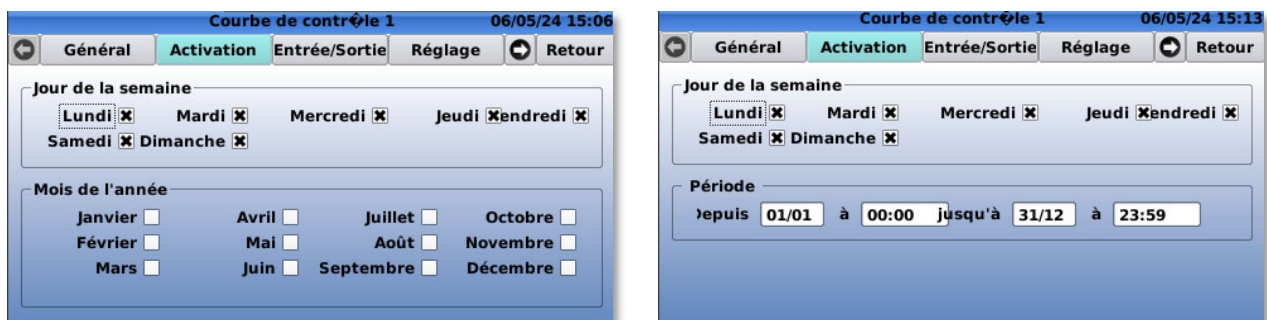 Courbe de contr�le 1 06/05/24 15:06
Général Activation Entrée/Sortie Réglage Retour
Jour de la semaine
Lundi Mardi Mercredi Jeudi endredi
Samedi Dimanche
Mois de l'année
Janvier Avril Juillet Octobre
Février Mai Août Novembre
Mars Juin Septembre Décembre
Courbe de contr�le 1 06/05/24 15:13
Général Activation Entrée/Sortie Réglage Retour
Jour de la semaine
Lundi Mardi Mercredi Jeudi endredi
Samedi Dimanche
Période
epuis 01/01 à 00:00 jusqu'à 31/12 à 23:59